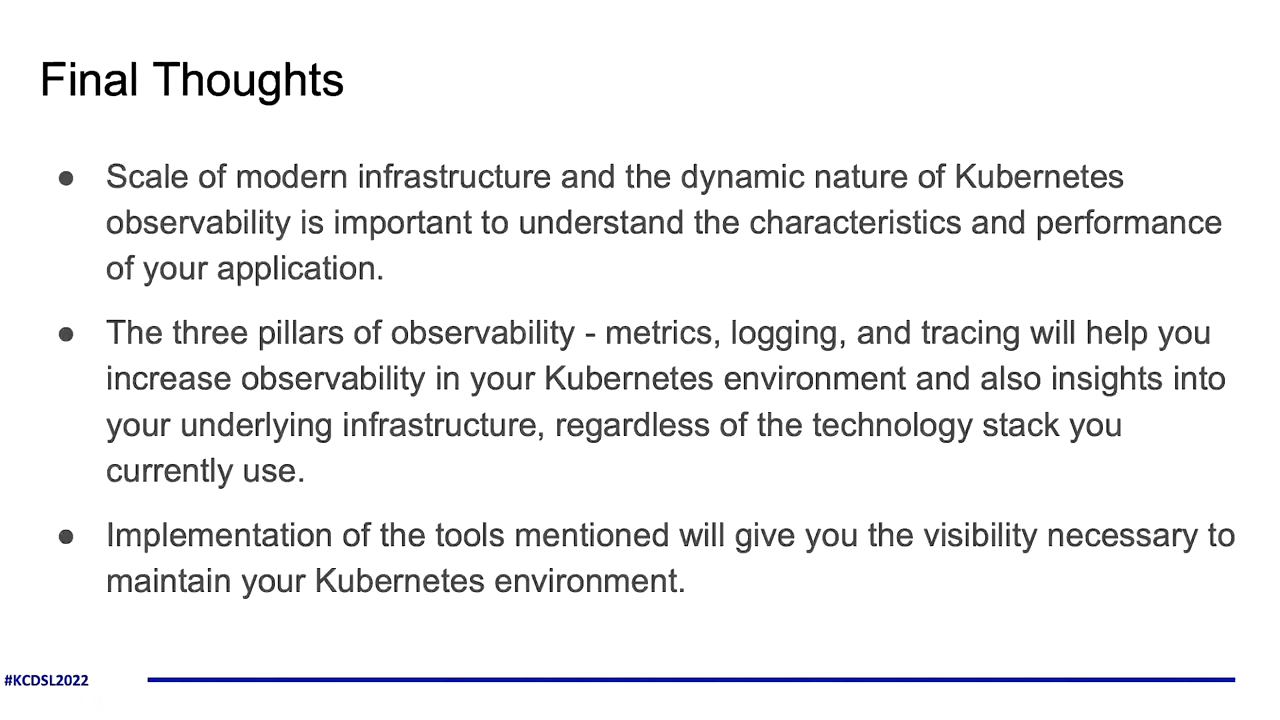 Final Thoughts
● Scale of modern infrastructure and the dynamic nature of Kubernetes
observability is important to understand the characteristics and performance
of your application.
● The three pillars of observability - metrics, logging, and tracing will help you
increase observability in your Kubernetes environment and also insights into
your underlying infrastructure, regardless of the technology stack you
currently use.
● Implementation of the tools mentioned will give you the visibility necessary to
maintain your Kubernetes environment.
#KCDSL2022